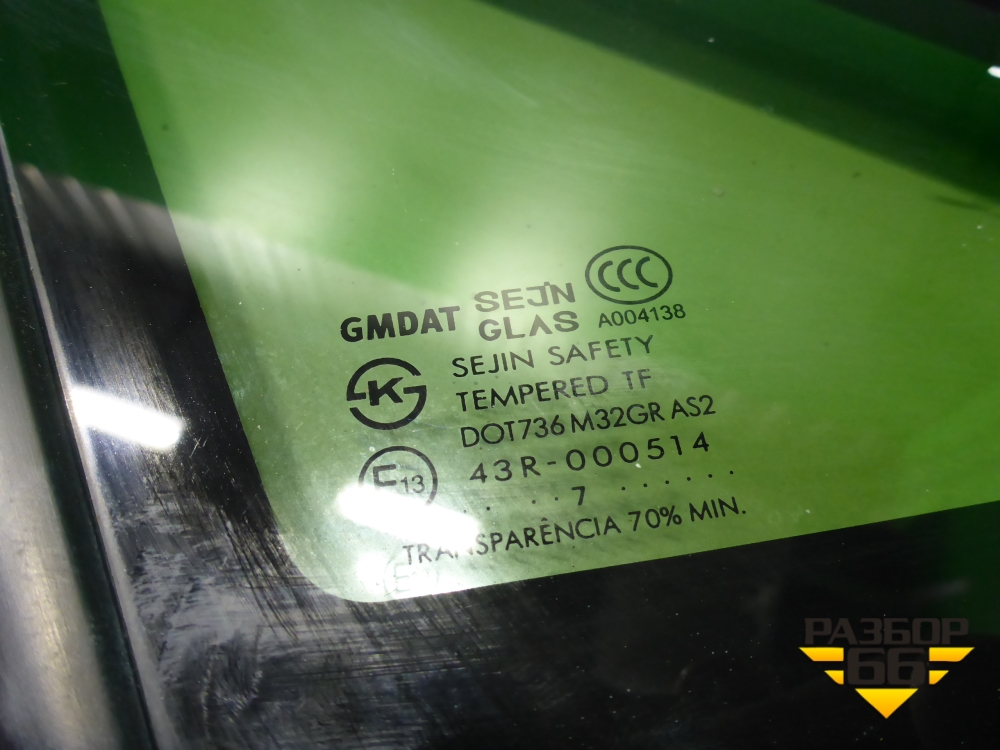 GMDAT SEJIN GLAS CCC
A004138
K
SEJIN SAFETY
TEMPERED TF
DOT736 M32GR AS2
E13
43R-000514
. . 7 . . . . . .
TRANSPARÊNCIA 70% MIN.
РАЗБОР
66